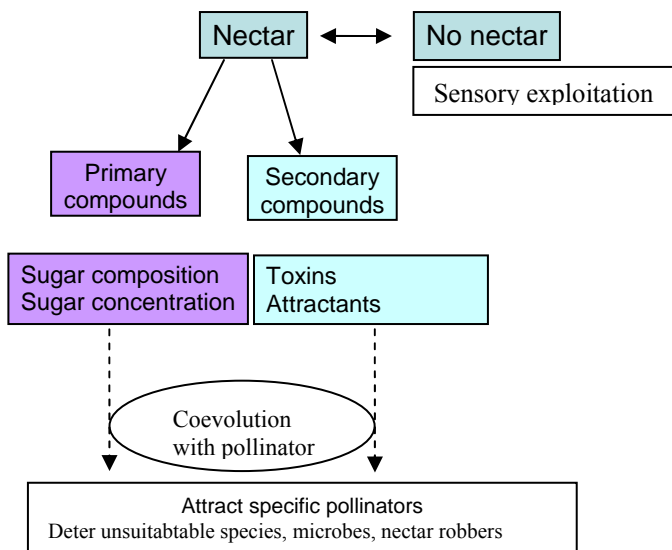 Nectar
No nectar
Sensory exploitation
Primary
compounds
Secondary
compounds
Sugar composition
Sugar concentration
Toxins
Attractants
Coevolution
with pollinator
Attract specific pollinators
Deter unsuitabtable species, microbes, nectar robbers